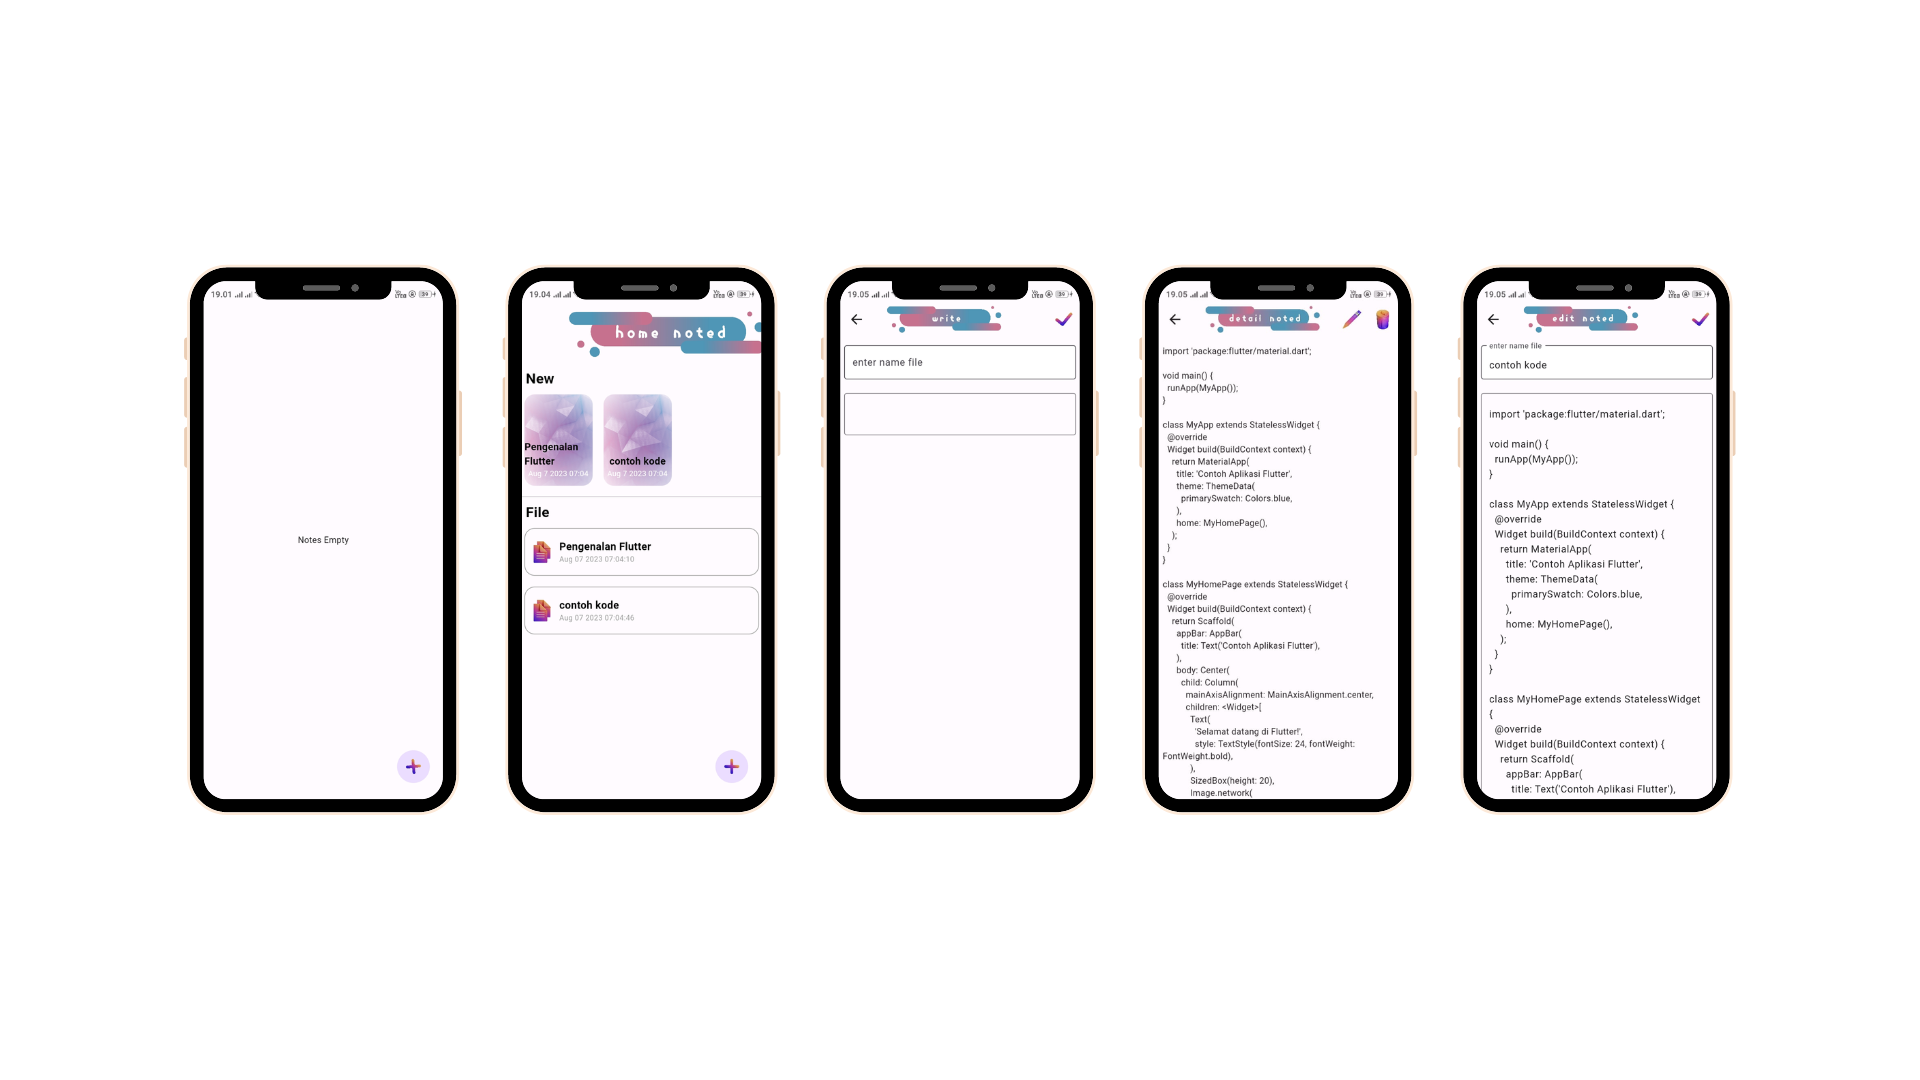 19.01
Notes Empty
19.04
home noted
New
Pengenalan
Flutter
Aug 7 2023 07:04
contoh kode
Aug 7 2023 07:04
File
Pengenalan Flutter
Aug 07 2023 07:04:10
contoh kode
Aug 07 2023 07:04:46
19.05
write
enter name file
19.05
detail noted
import 'package:flutter/material.dart';
void main() {
runApp(MyApp());
}
class MyApp extends StatelessWidget {
@override
Widget build(BuildContext context) {
return MaterialApp(
title: 'Contoh Aplikasi Flutter',
theme: ThemeData(
primarySwatch: Colors.blue,
),
home: MyHomePage(),
);
}
}
class MyHomePage extends StatelessWidget {
@override
Widget build(BuildContext context) {
return Scaffold(
appBar: AppBar(
title: Text('Contoh Aplikasi Flutter'),
),
body: Center(
child: Column(
mainAxisAlignment: MainAxisAlignment.center,
children: <Widget>[
Text(
'Selamat datang di Flutter!',
style: TextStyle(fontSize: 24, fontWeight:
FontWeight.bold),
),
SizedBox(height: 20),
Image.network(
19.05
edit noted
enter name file
contoh kode
import 'package:flutter/material.dart';
void main() {
runApp(MyApp());
}
class MyApp extends StatelessWidget {
@override
Widget build(BuildContext context) {
return MaterialApp(
title: 'Contoh Aplikasi Flutter',
theme: ThemeData(
primarySwatch: Colors.blue,
),
home: MyHomePage(),
);
}
}
class MyHomePage extends StatelessWidget
{
@override
Widget build(BuildContext context) {
return Scaffold(
appBar: AppBar(
title: Text('Contoh Aplikasi Flutter'),